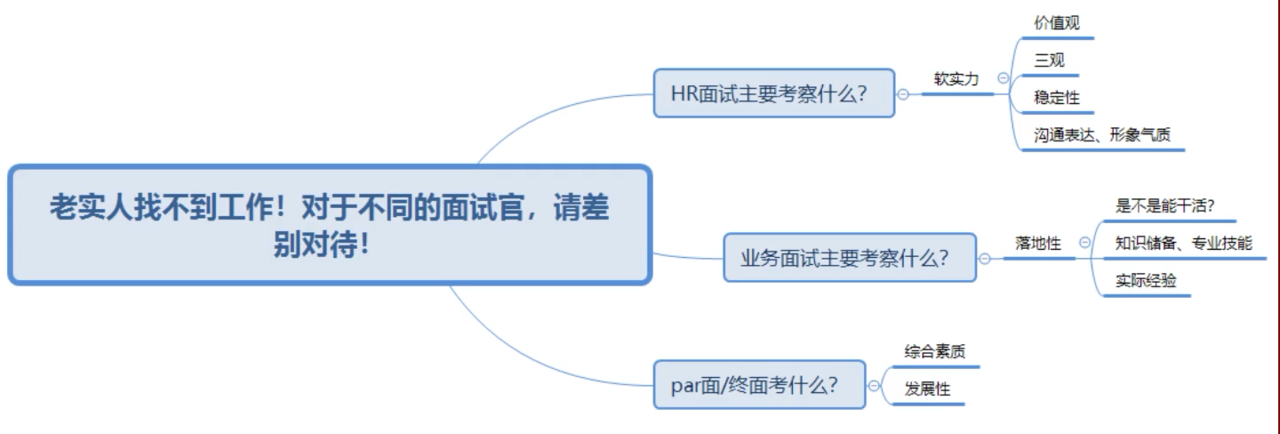 老实人找不到工作！对于不同的面试官，请差
别对待！
HR面试主要考察什么？
软实力
价值观
三观
稳定性
沟通表达、形象气质
业务面试主要考察什么？
落地性
是不是能干活？
知识储备、专业技能
实际经验
par面/终面考什么？
综合素质
发展性